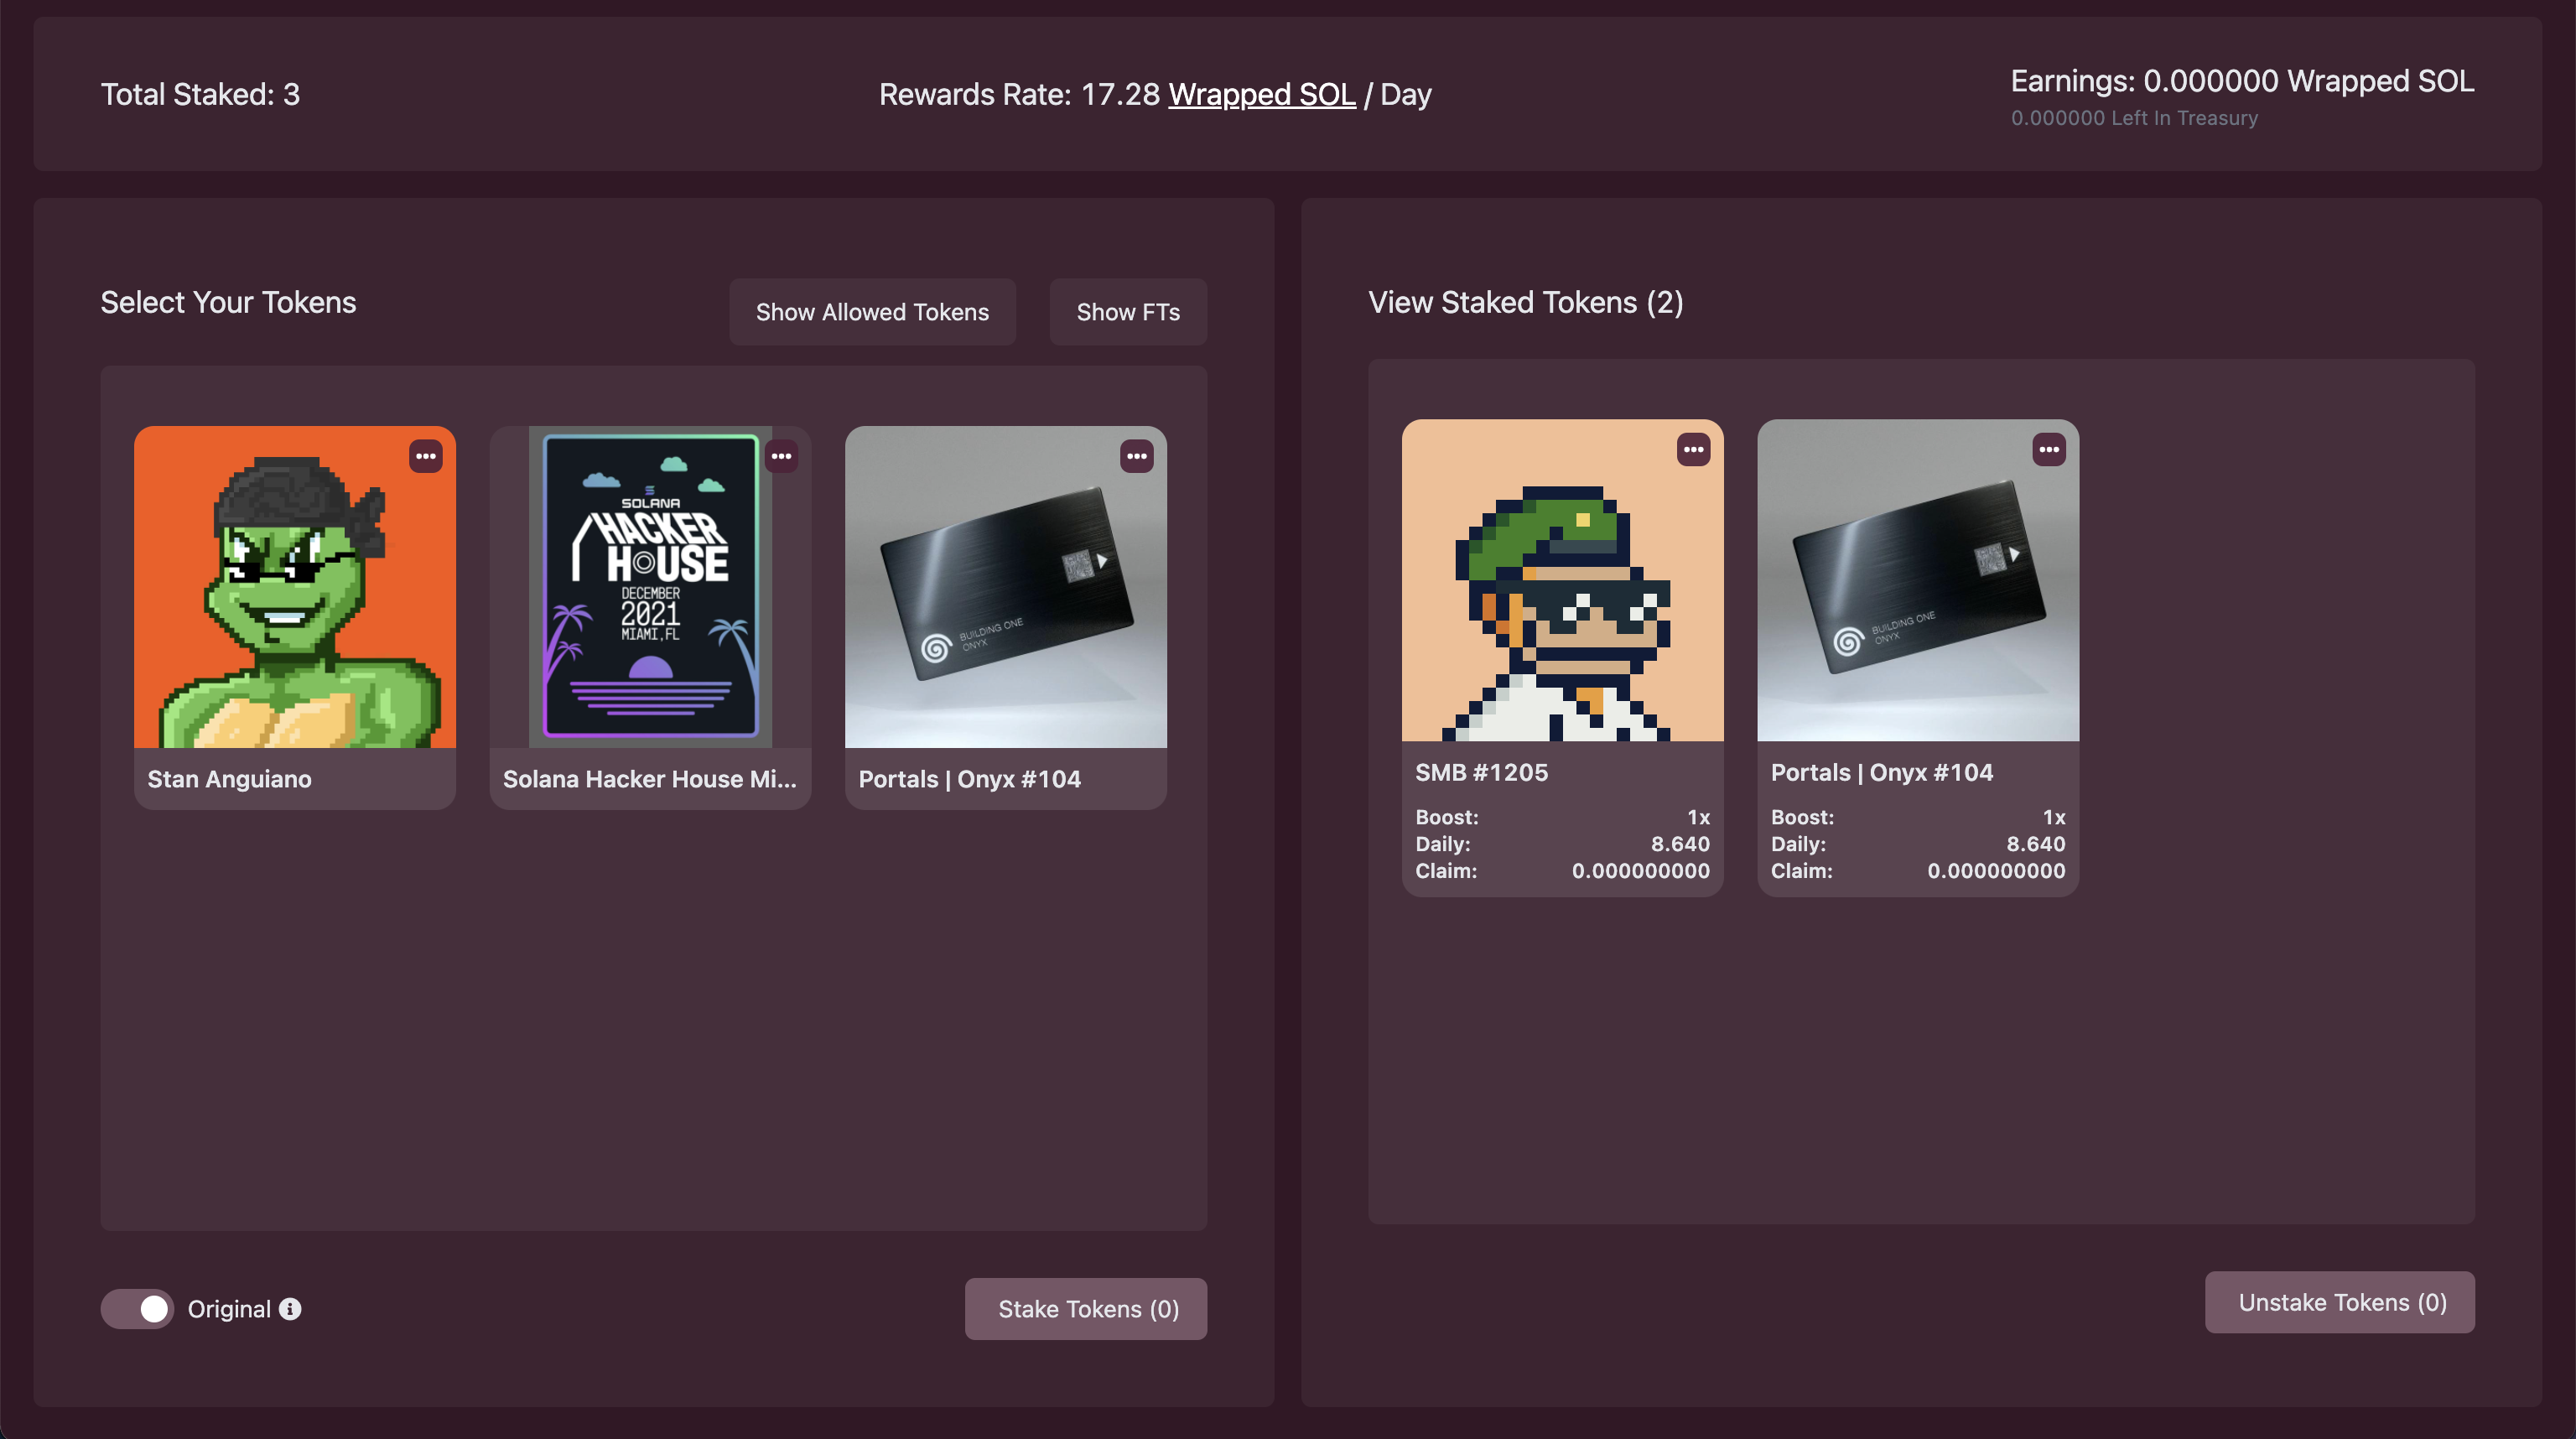 Total Staked: 3
Rewards Rate: 17.28 Wrapped SOL / Day
Earnings: 0.000000 Wrapped SOL
0.000000 Left In Treasury
Select Your Tokens
Show Allowed Tokens
Show FTs
SOLANA
HACKER
HOUSE
DECEMBER
2021
MIAMI, FL
BUILDING ONE
ONYX
Stan Anguiano
Solana Hacker House Mi...
Portals | Onyx #104
Original
Stake Tokens (0)
View Staked Tokens (2)
BUILDING ONE
ONYX
SMB #1205
Boost: 1x
Daily: 8.640
Claim: 0.000000000
Portals | Onyx #104
Boost: 1x
Daily: 8.640
Claim: 0.000000000
Unstake Tokens (0)